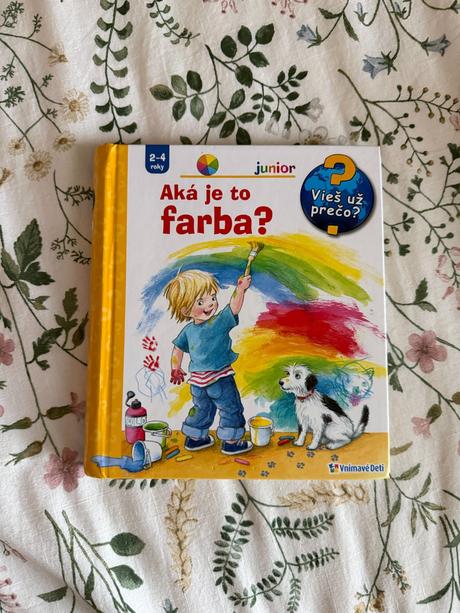 2-4
roky
junior
Vieš už
prečo?
Aká je to
farba?
Vnímavé Deti